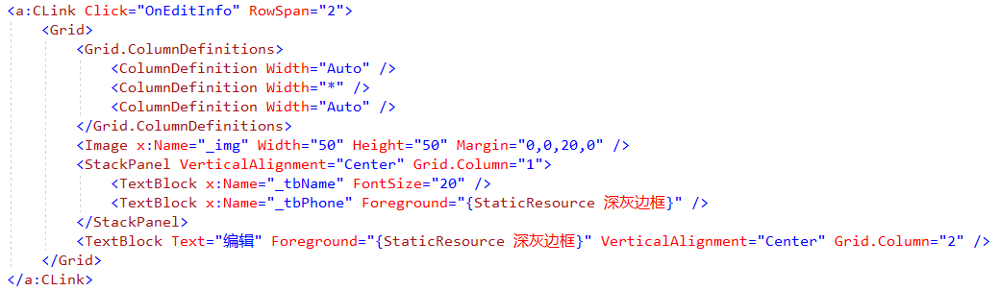 <a:CLink Click="OnEditInfo" RowSpan="2">
    <Grid>
        <Grid.ColumnDefinitions>
            <ColumnDefinition Width="Auto" />
            <ColumnDefinition Width="*" />
            <ColumnDefinition Width="Auto" />
        </Grid.ColumnDefinitions>
        <Image x:Name="_img" Width="50" Height="50" Margin="0,0,20,0" />
        <StackPanel VerticalAlignment="Center" Grid.Column="1">
            <TextBlock x:Name="_tbName" FontSize="20" />
            <TextBlock x:Name="_tbPhone" Foreground="{StaticResource 深灰边框}" />
        </StackPanel>
        <TextBlock Text="编辑" Foreground="{StaticResource 深灰边框}" VerticalAlignment="Center" Grid.Column="2" />
    </Grid>
</a:CLink>